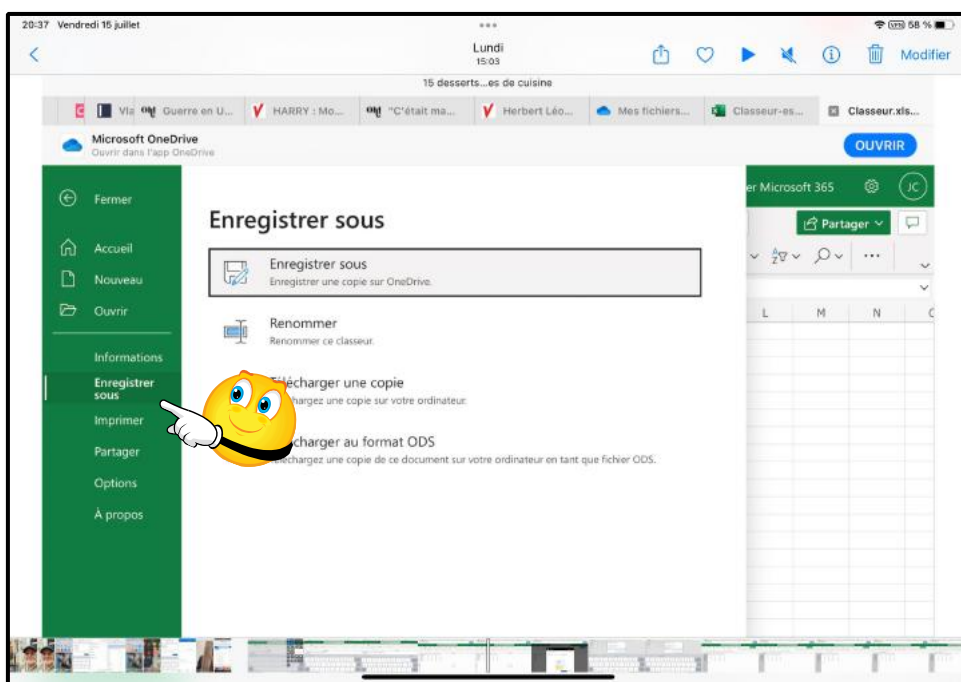 20:37 Vendredi 15 juillet
58 %
Lundi
15:03
Modifier
15 desserts...es de cuisine
Via
Guerre en U...
HARRY : Mo...
"C'était ma...
Herbert Léo...
Mes fichiers...
Classeur-es...
Classeur.xls...
Microsoft OneDrive
Ouvrir dans l'app OneDrive
OUVRIR
Fermer
er Microsoft 365
JC
Enregistrer sous
Partager
Accueil
Enregistrer sous
Enregistrer une copie sur OneDrive.
Nouveau
Ouvrir
Renommer
Renommer ce classeur.
L M N
Informations
Enregistrer
sous
Télécharger une copie
chargez une copie sur votre ordinateur.
Imprimer
charger au format ODS
Téléchargez une copie de ce document sur votre ordinateur en tant que fichier ODS.
Partager
Options
À propos